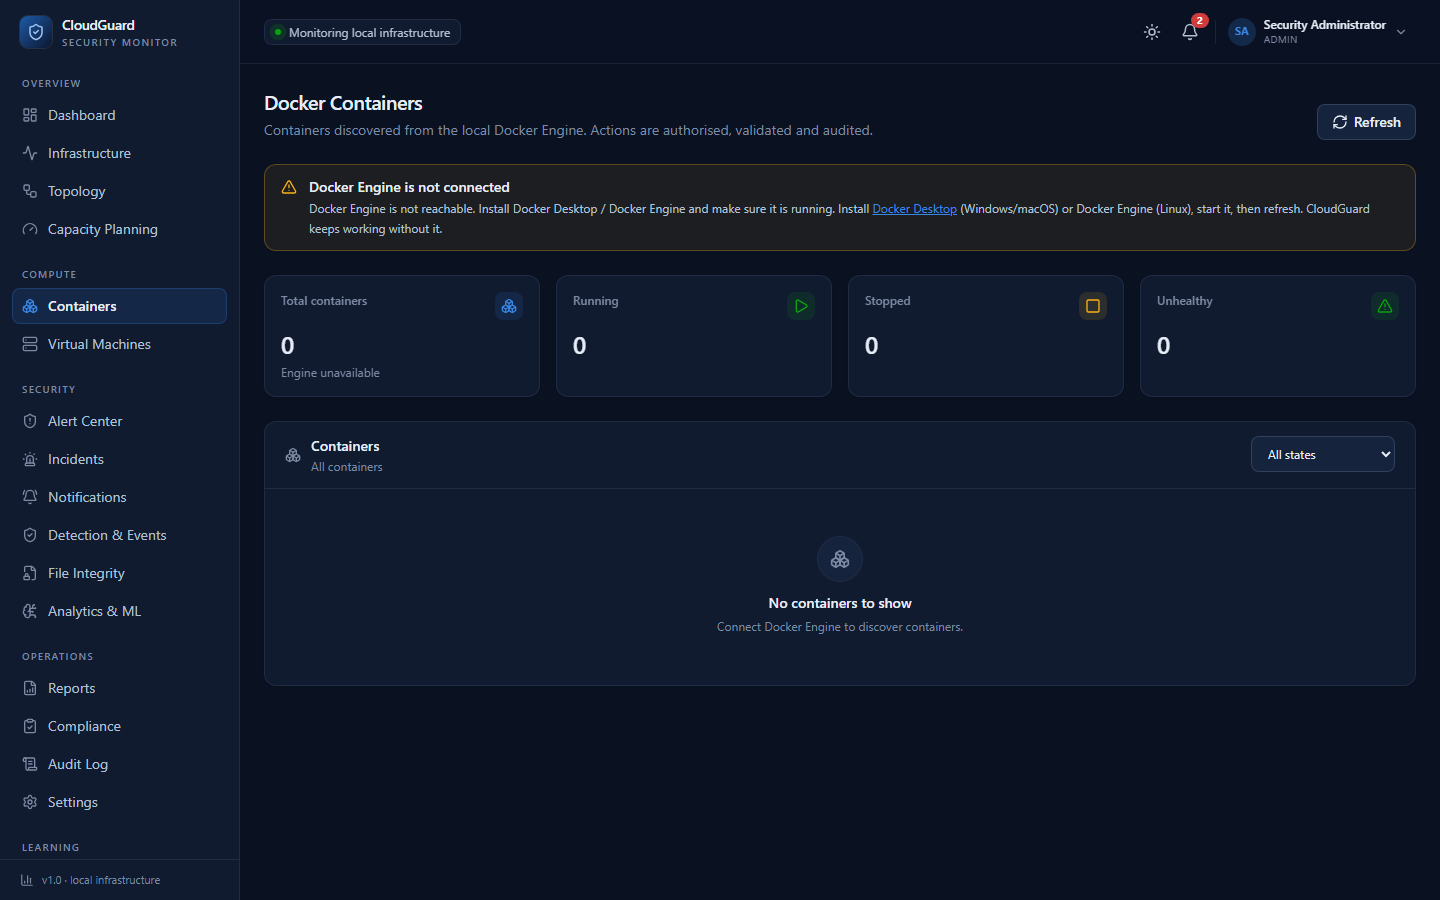 CloudGuard
SECURITY MONITOR
OVERVIEW
Dashboard
Infrastructure
Topology
Capacity Planning
COMPUTE
Containers
Virtual Machines
SECURITY
Alert Center
Incidents
Notifications
Detection & Events
File Integrity
Analytics & ML
OPERATIONS
Reports
Compliance
Audit Log
Settings
LEARNING
v1.0 · local infrastructure
Monitoring local infrastructure
2
SA
Security Administrator
ADMIN
Docker Containers
Containers discovered from the local Docker Engine. Actions are authorised, validated and audited.
Refresh
Docker Engine is not connected
Docker Engine is not reachable. Install Docker Desktop / Docker Engine and make sure it is running. Install Docker Desktop (Windows/macOS) or Docker Engine (Linux), start it, then refresh. CloudGuard
keeps working without it.
Total containers
0
Engine unavailable
Running
0
Stopped
0
Unhealthy
0
Containers
All containers
All states
No containers to show
Connect Docker Engine to discover containers.